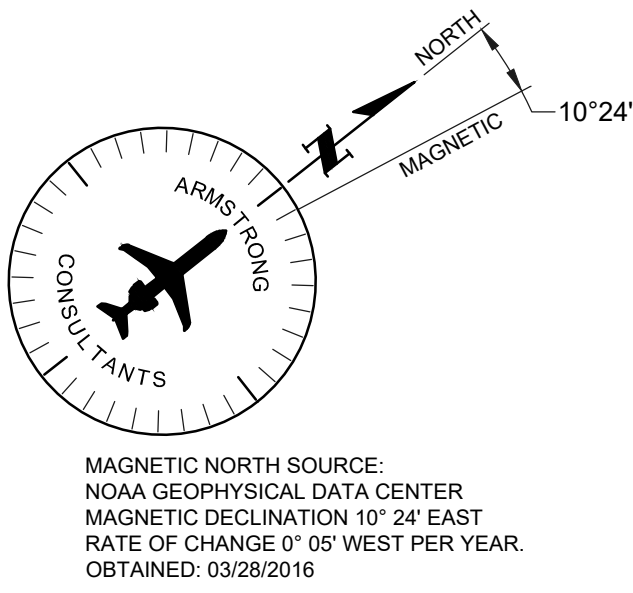 NORTH
N
MAGNETIC
10°24'
ARMSTRONG
CONSULTANTS
MAGNETIC NORTH SOURCE:
NOAA GEOPHYSICAL DATA CENTER
MAGNETIC DECLINATION 10° 24' EAST
RATE OF CHANGE 0° 05' WEST PER YEAR.
OBTAINED: 03/28/2016